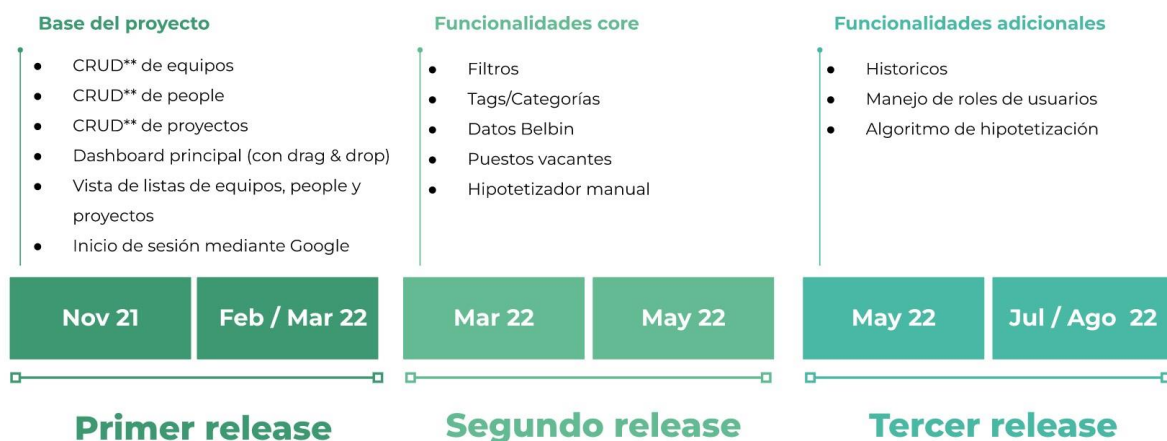 Base del proyecto
● CRUD** de equipos
● CRUD** de people
● CRUD** de proyectos
● Dashboard principal (con drag & drop)
● Vista de listas de equipos, people y
proyectos
● Inicio de sesión mediante Google
Nov 21
Feb / Mar 22
Primer release
Funcionalidades core
● Filtros
● Tags/Categorías
● Datos Belbin
● Puestos vacantes
● Hipotetizador manual
Mar 22
May 22
Segundo release
Funcionalidades adicionales
● Historicos
● Manejo de roles de usuarios
● Algoritmo de hipotetización
May 22
Jul / Ago 22
Tercer release